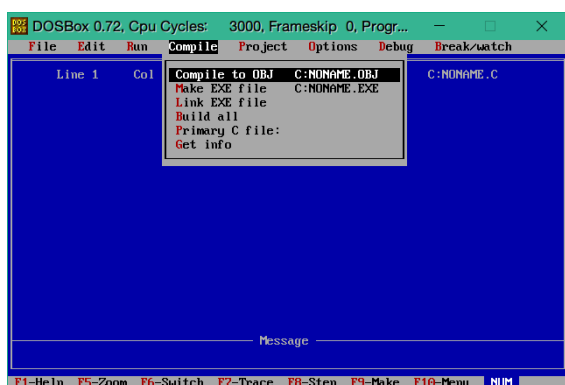 DOSBox 0.72, Cpu Cycles: 3000, Frameskip 0, Progr...
File Edit Run Compile Project Options Debug Break/watch
Line 1 Col C:NONAME.C
Compile to OBJ C:NONAME.OBJ
Make EXE file C:NONAME.EXE
Link EXE file
Build all
Primary C file:
Get info
Message
F1-Help F5-Zoom F6-Switch F7-Trace F8-Step F9-Make F10-Menu NUM